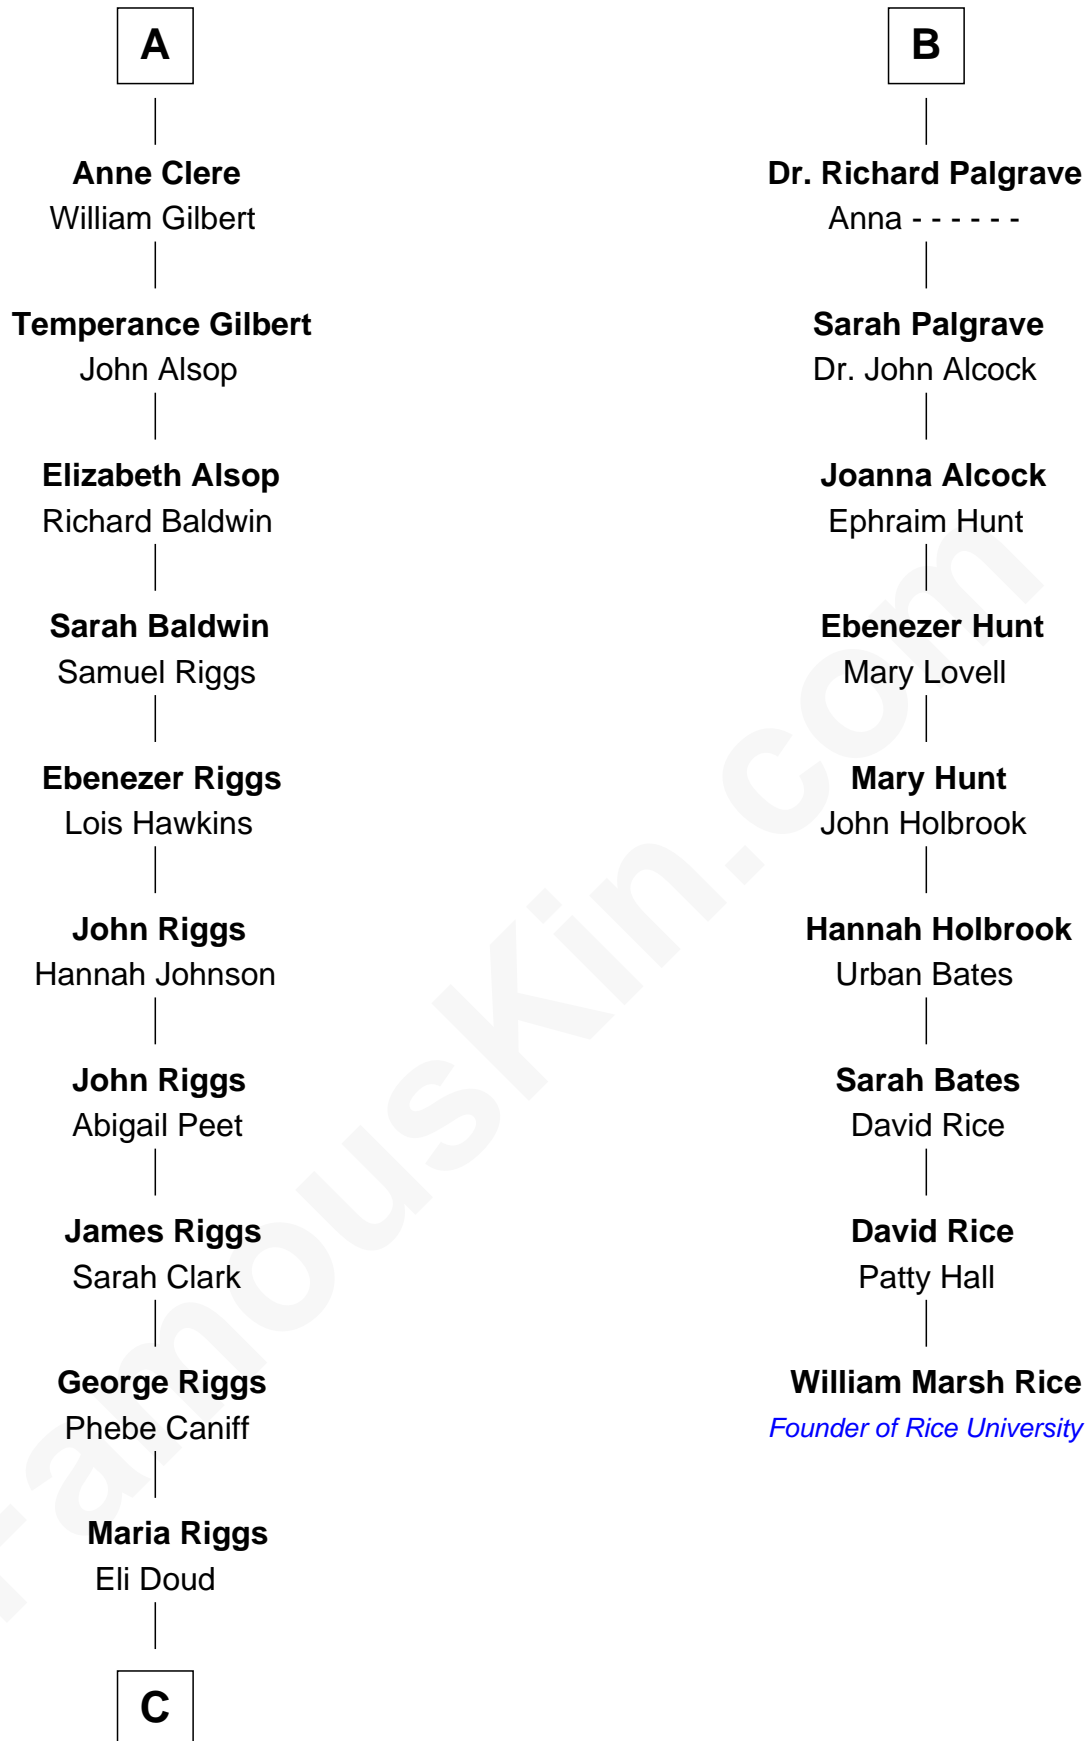 A
Anne Clere
William Gilbert
Temperance Gilbert
John Alsop
Elizabeth Alsop
Richard Baldwin
Sarah Baldwin
Samuel Riggs
Ebenezer Riggs
Lois Hawkins
John Riggs
Hannah Johnson
John Riggs
Abigail Peet
James Riggs
Sarah Clark
George Riggs
Phebe Caniff
Maria Riggs
Eli Doud
C
B
Dr. Richard Palgrave
Anna - - - - - -
Sarah Palgrave
Dr. John Alcock
Joanna Alcock
Ephraim Hunt
Ebenezer Hunt
Mary Lovell
Mary Hunt
John Holbrook
Hannah Holbrook
Urban Bates
Sarah Bates
David Rice
David Rice
Patty Hall
William Marsh Rice
Founder of Rice University
FamousKin.com